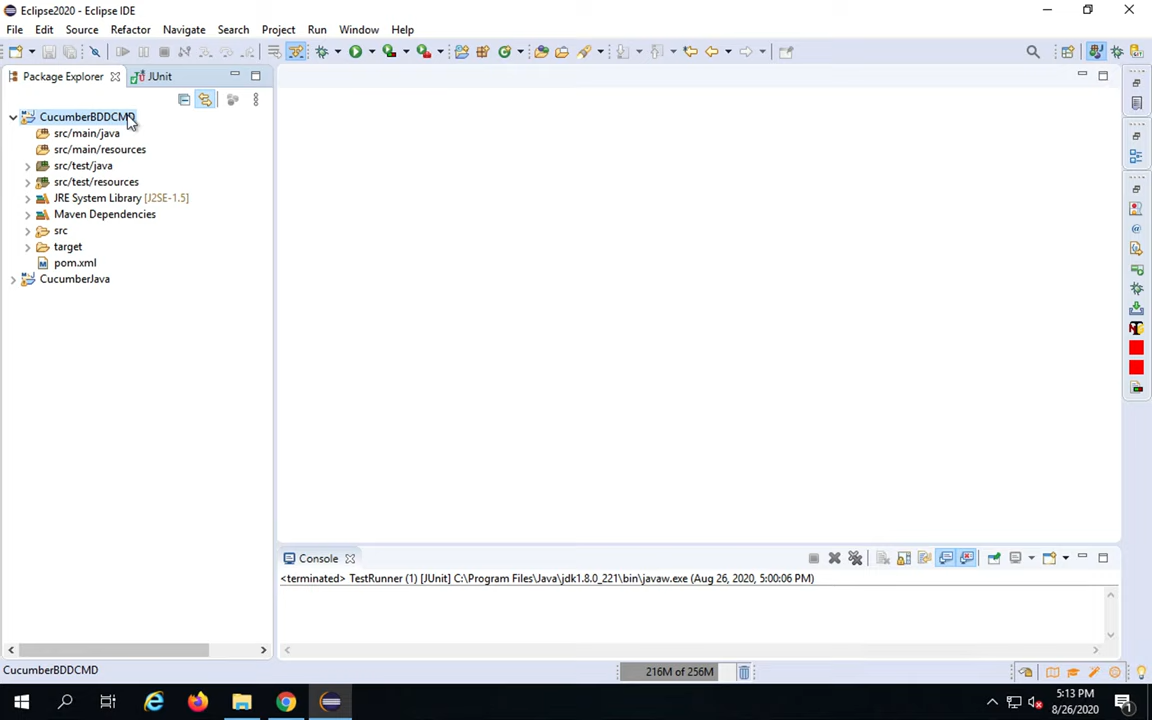 Eclipse2020 - Eclipse IDE
File Edit Source Refactor Navigate Search Project Run Window Help
Package Explorer JUnit
CucumberBDDCMD
src/main/java
src/main/resources
src/test/java
src/test/resources
JRE System Library [J2SE-1.5]
Maven Dependencies
src
target
pom.xml
CucumberJava
Console
<terminated> TestRunner (1) [JUnit] C:\Program Files\Java\jdk1.8.0_221\bin\javaw.exe (Aug 26, 2020, 5:00:06 PM)
CucumberBDDCMD
216M of 256M
5:13 PM
8/26/2020
1